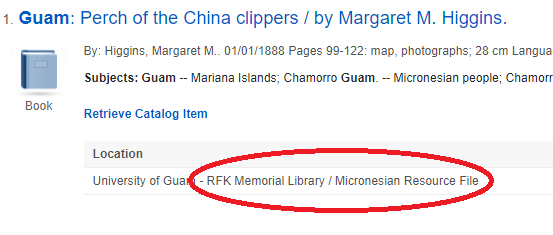 1. Guam: Perch of the China clippers / by Margaret M. Higgins.
By: Higgins, Margaret M.. 01/01/1888 Pages 99-122: map, photographs; 28 cm Langua
Subjects: Guam -- Mariana Islands; Chamorro Guam. -- Micronesian people; Chamorr
Book
Retrieve Catalog Item
Location
University of Guam - RFK Memorial Library / Micronesian Resource File